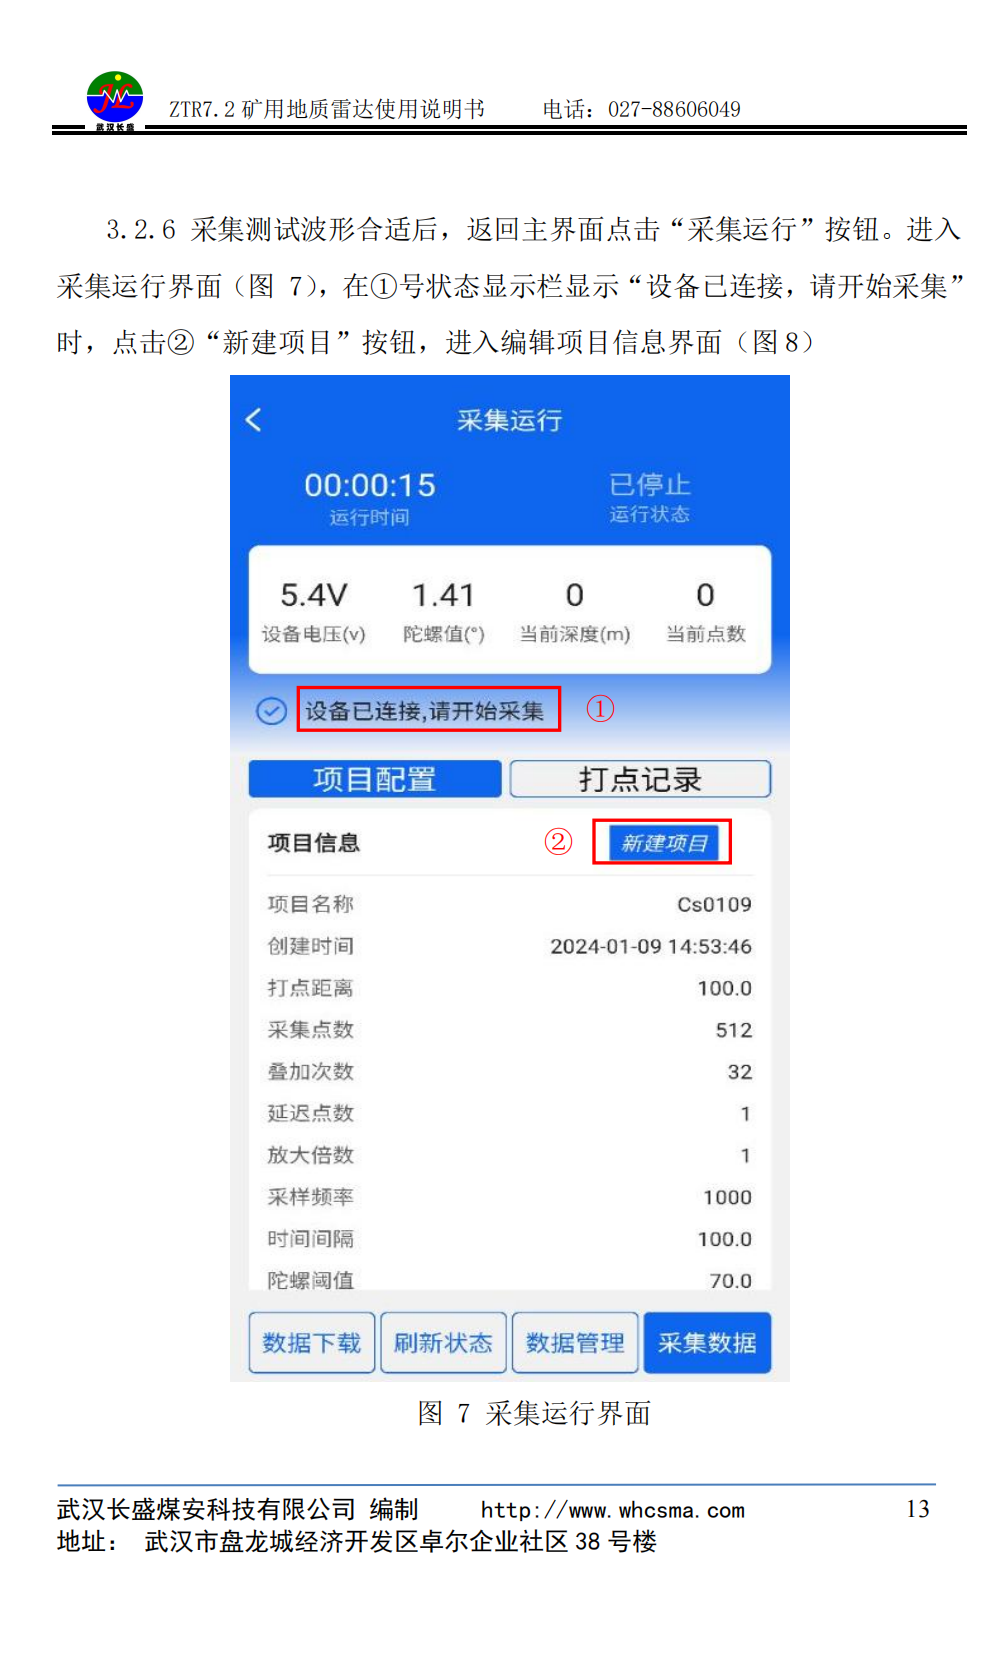 武汉长盛
ZTR7.2 矿用地质雷达使用说明书 电话：027-88606049
3.2.6 采集测试波形合适后，返回主界面点击“采集运行”按钮。进入
采集运行界面（图 7），在①号状态显示栏显示“设备已连接，请开始采集”
时，点击②“新建项目”按钮，进入编辑项目信息界面（图 8）
采集运行
00:00:15 已停止
运行时间 运行状态
5.4V 1.41 0 0
设备电压(v) 陀螺值(°) 当前深度(m) 当前点数
设备已连接,请开始采集 ①
项目配置 打点记录
项目信息 ② 新建项目
项目名称 Cs0109
创建时间 2024-01-09 14:53:46
打点距离 100.0
采集点数 512
叠加次数 32
延迟点数 1
放大倍数 1
采样频率 1000
时间间隔 100.0
陀螺阈值 70.0
数据下载 刷新状态 数据管理 采集数据
图 7 采集运行界面
武汉长盛煤安科技有限公司 编制 http://www.whcsma.com 13
地址： 武汉市盘龙城经济开发区卓尔企业社区 38 号楼